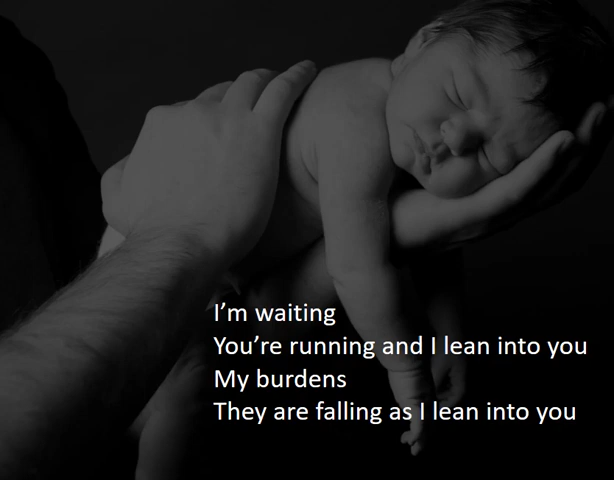 I’m waiting
You’re running and I lean into you
My burdens
They are falling as I lean into you